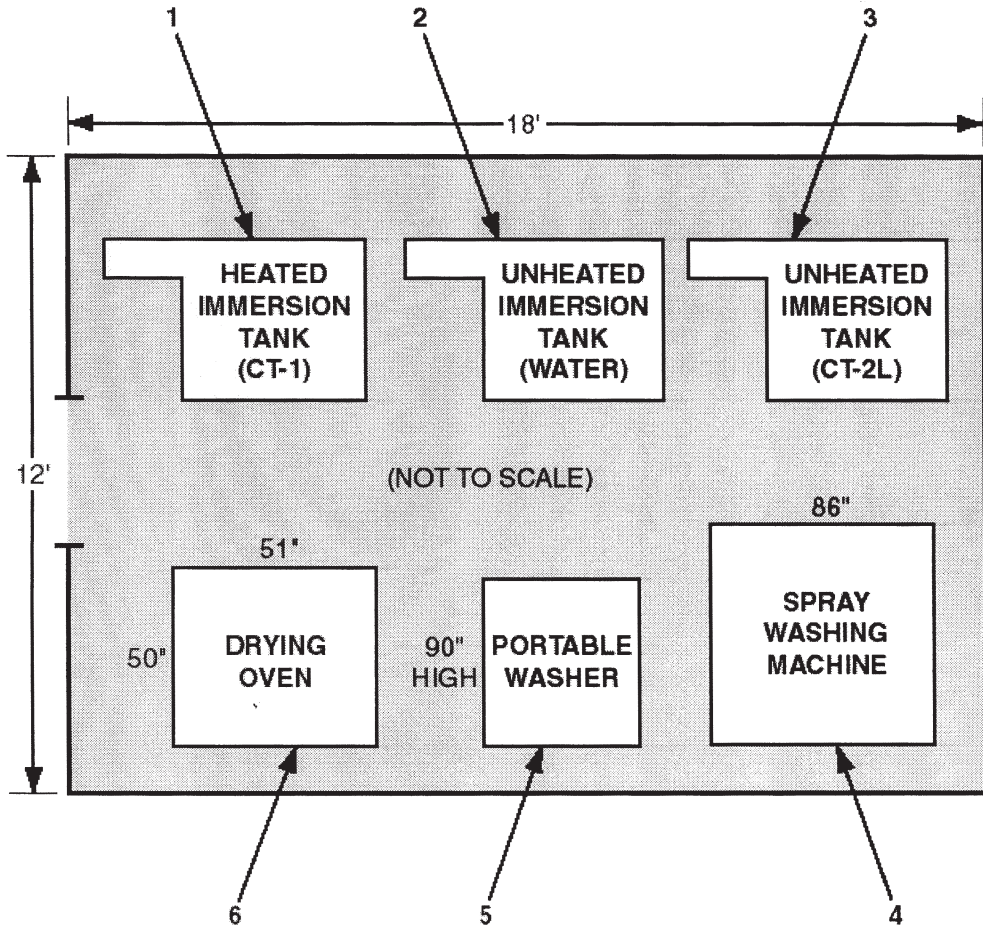 1
2
3
18'
HEATED
IMMERSION
TANK
(CT-1)
UNHEATED
IMMERSION
TANK
(WATER)
UNHEATED
IMMERSION
TANK
(CT-2L)
12'
(NOT TO SCALE)
51"
86"
50"
DRYING
OVEN
90"
HIGH
PORTABLE
WASHER
SPRAY
WASHING
MACHINE
6
5
4